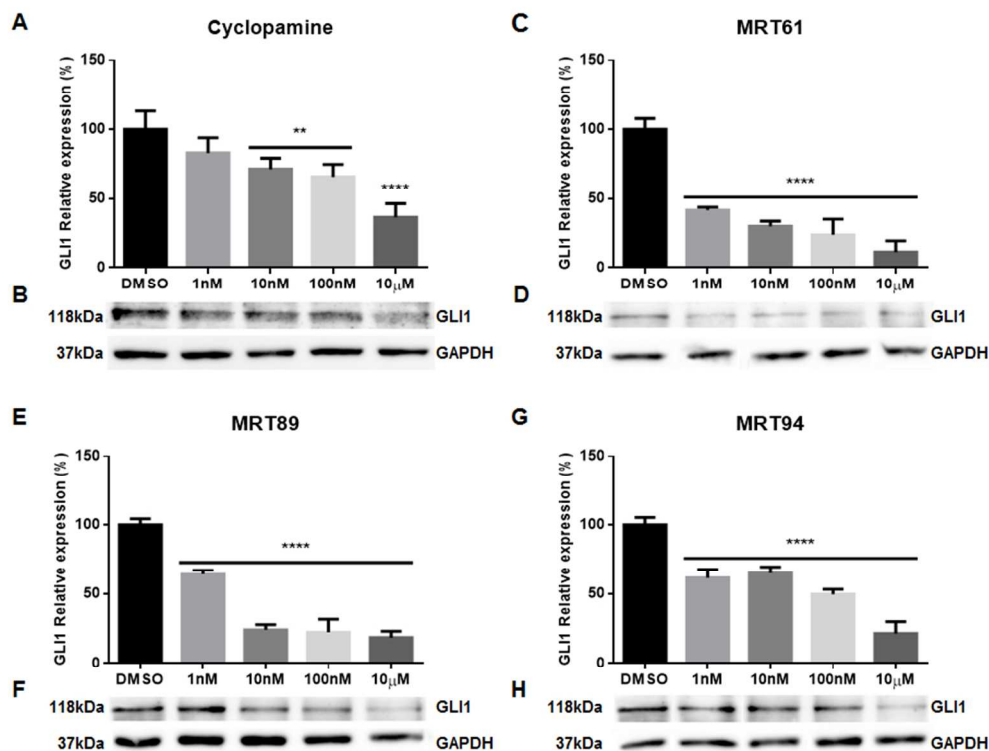 A
Cyclopamine
GLI1 Relative expression (%)
150
100
50
0
**
****
DMSO 1nM 10nM 100nM 10μM
B
118kDa GLI1
37kDa GAPDH
C
MRT61
GLI1 Relative expression (%)
150
100
50
0
****
DMSO 1nM 10nM 100nM 10μM
D
118kDa GLI1
37kDa GAPDH
E
MRT89
GLI1 Relative expression (%)
150
100
50
0
****
DMSO 1nM 10nM 100nM 10μM
F
118kDa GLI1
37kDa GAPDH
G
MRT94
GLI1 Relative expression (%)
150
100
50
0
****
DMSO 1nM 10nM 100nM 10μM
H
118kDa GLI1
37kDa GAPDH